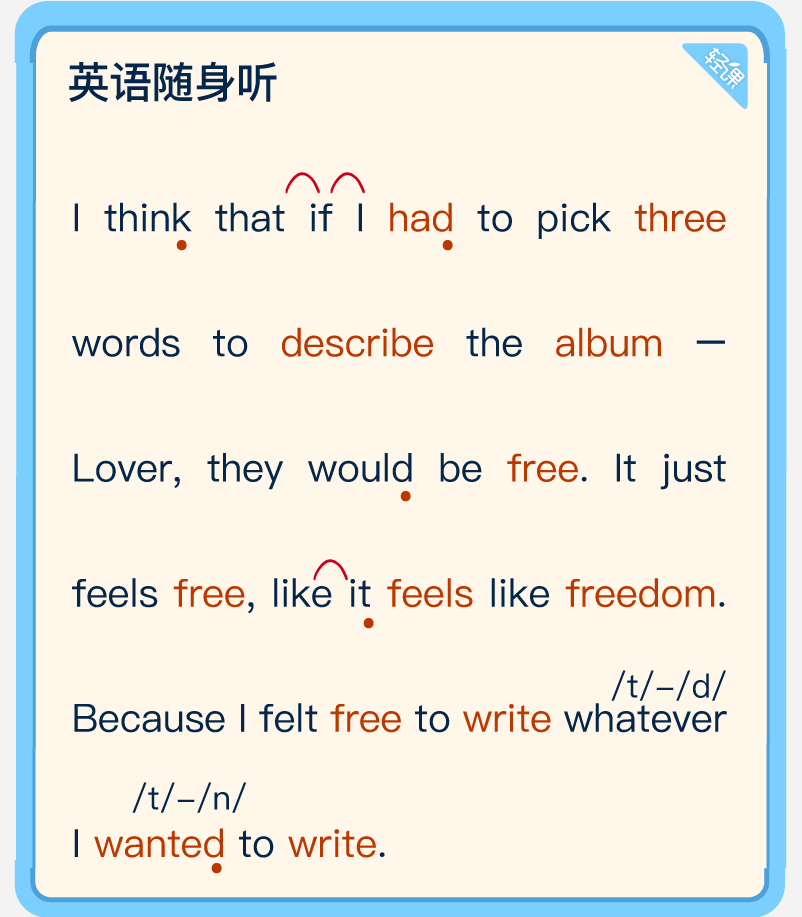 英语随身听
轻课
I think that if I had to pick three
words to describe the album —
Lover, they would be free. It just
feels free, like it feels like freedom.
/t/–/d/
Because I felt free to write whatever
/t/–/n/
I wanted to write.